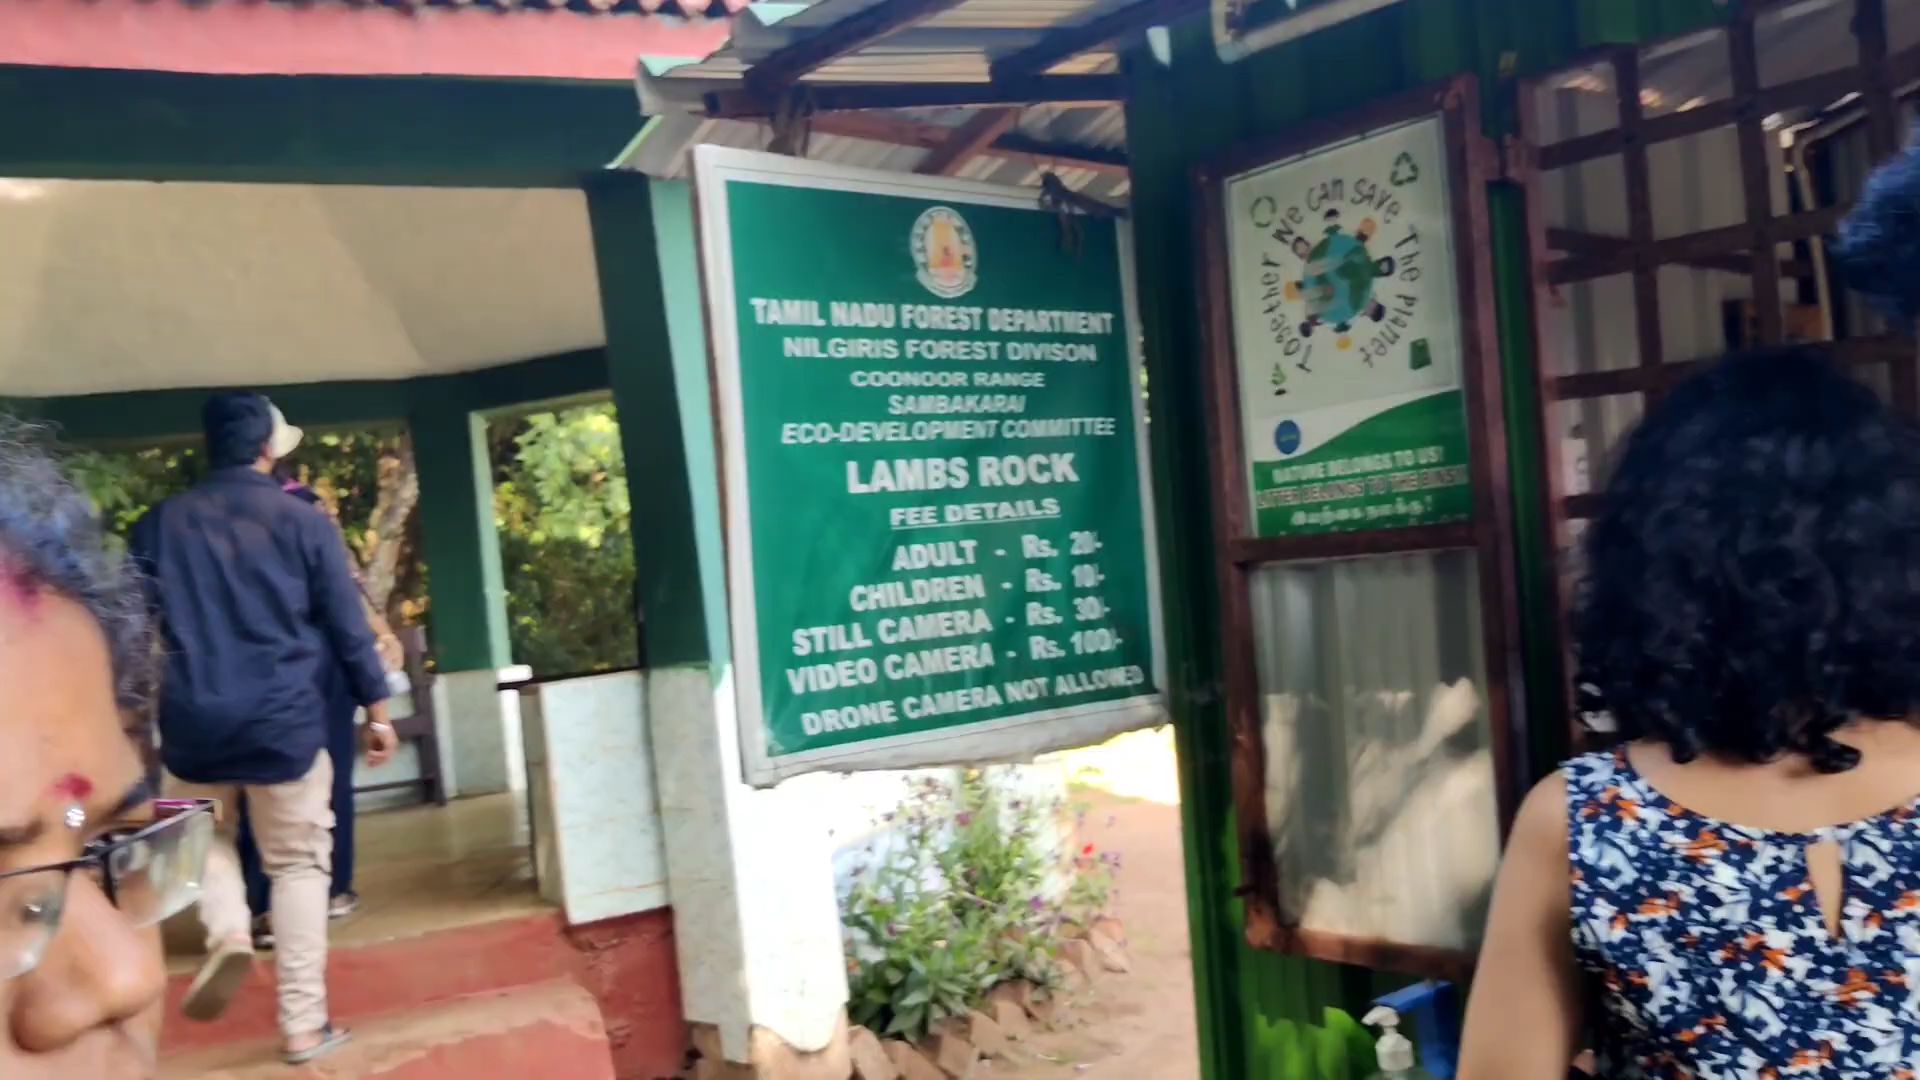 TAMIL NADU FOREST DEPARTMENT
NILGIRIS FOREST DIVISON
COONOOR RANGE
SAMBAKARAI
ECO-DEVELOPMENT COMMITTEE
LAMBS ROCK
FEE DETAILS
ADULT - Rs. 20/-
CHILDREN - Rs. 10/-
STILL CAMERA - Rs. 30/-
VIDEO CAMERA - Rs. 100/-
DRONE CAMERA NOT ALLOWED
Together We Can Save The Planet
NATURE BELONGS TO US!
LITTER BELONGS TO THE BINS!